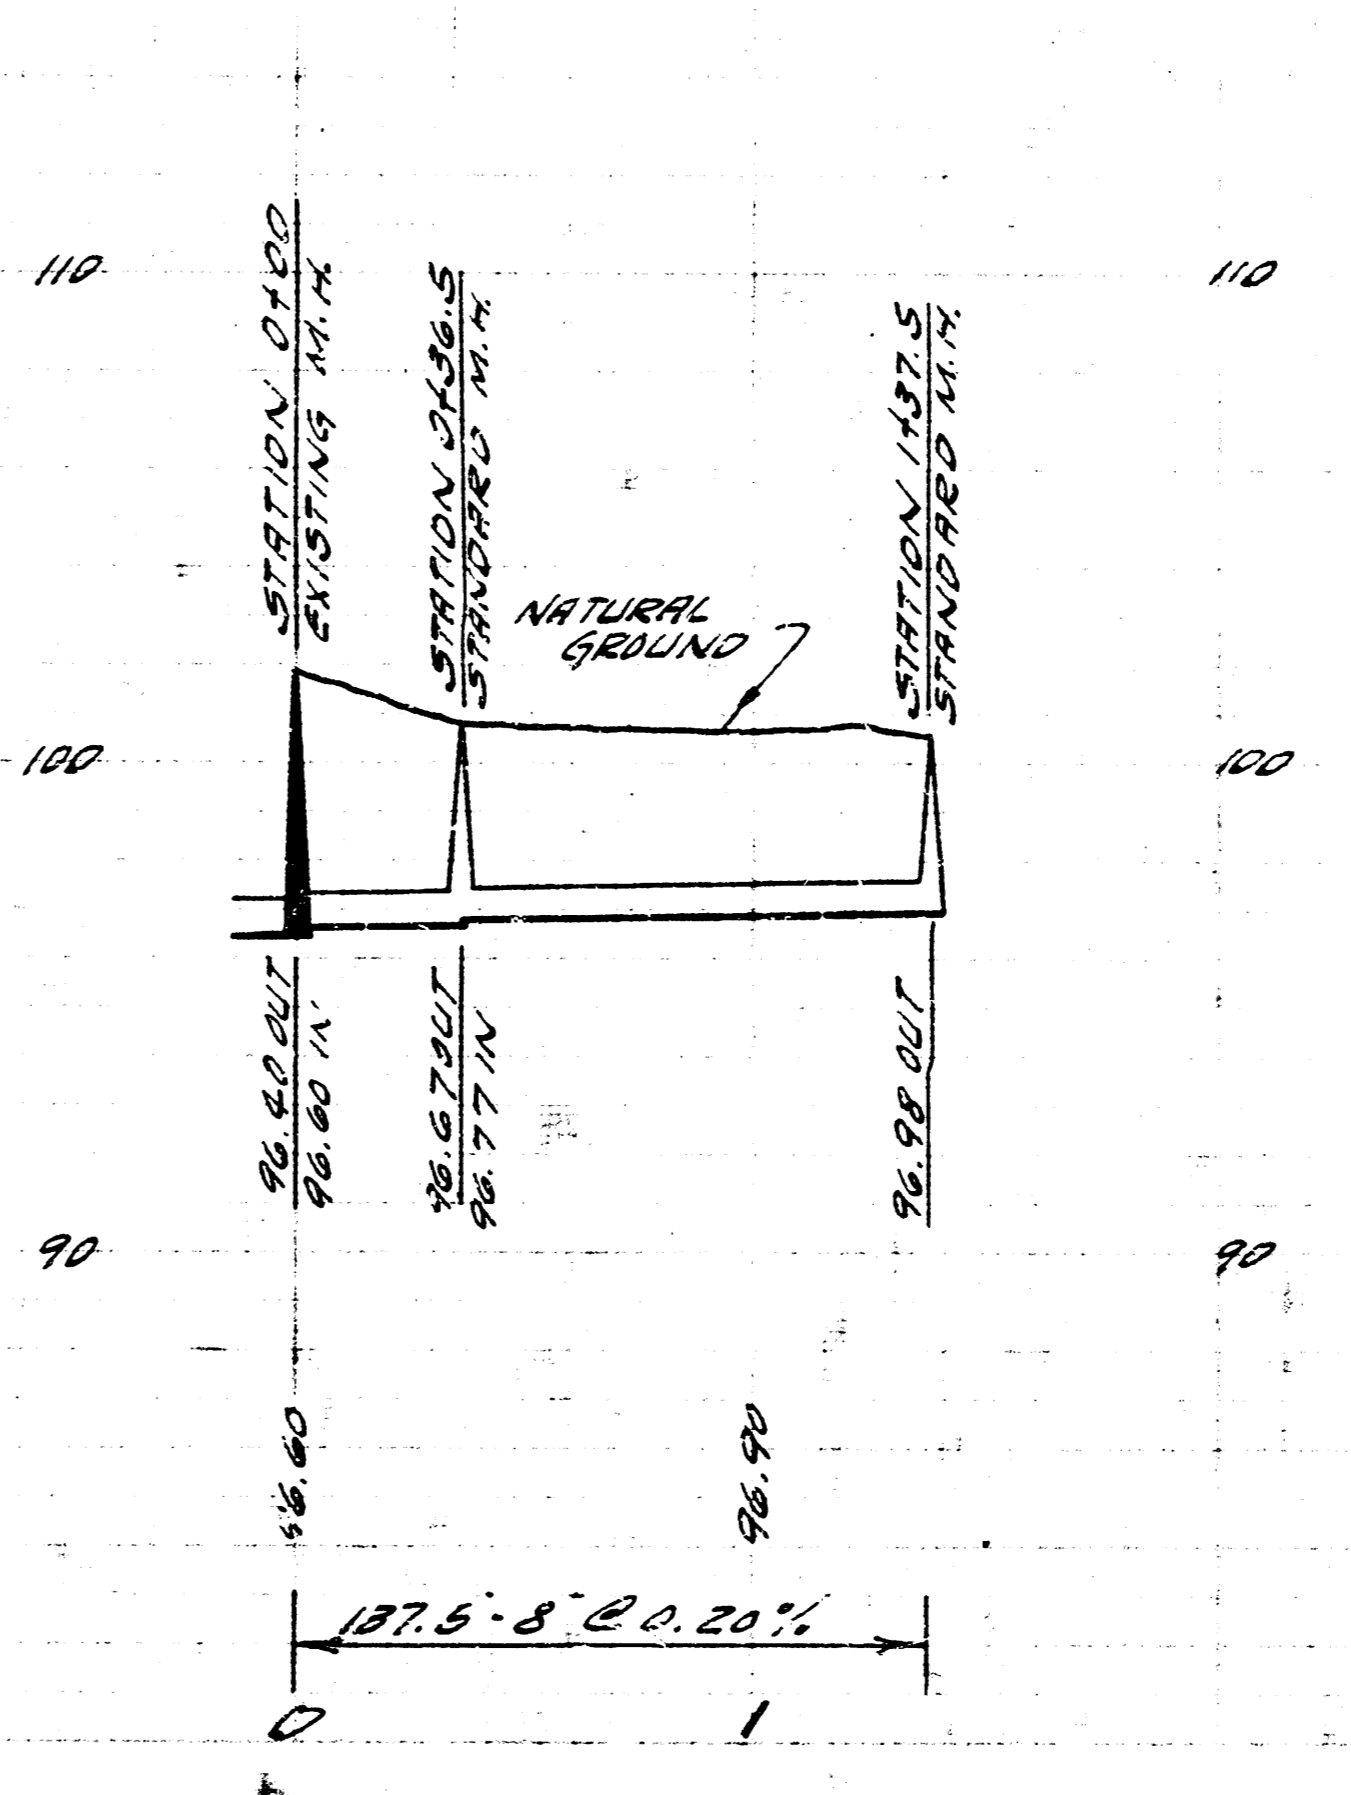 110
110
STATION 0+00
EXISTING M.H.
STATION 0+36.5
STANDARD M.H.
STATION 1+37.5
STANDARD M.H.
NATURAL
GROUND
100
100
96.40 OUT
96.60 IN
96.67 OUT
96.77 IN
96.98 OUT
90
90
96.60
96.90
137.5'-8" @ 0.20%
0
1